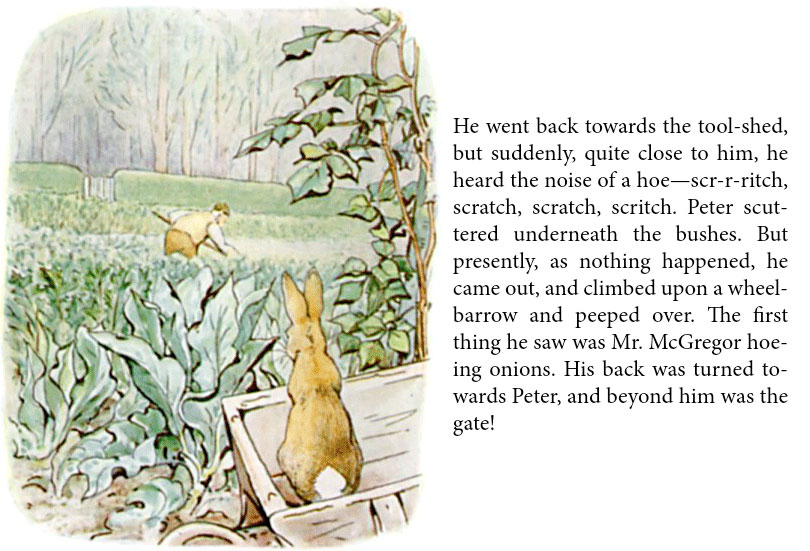 He went back towards the tool-shed,
but suddenly, quite close to him, he
heard the noise of a hoe—scr-r-ritch,
scratch, scratch, scritch. Peter scut-
tered underneath the bushes. But
presently, as nothing happened, he
came out, and climbed upon a wheel-
barrow and peeped over. The first
thing he saw was Mr. McGregor hoe-
ing onions. His back was turned to-
wards Peter, and beyond him was the
gate!